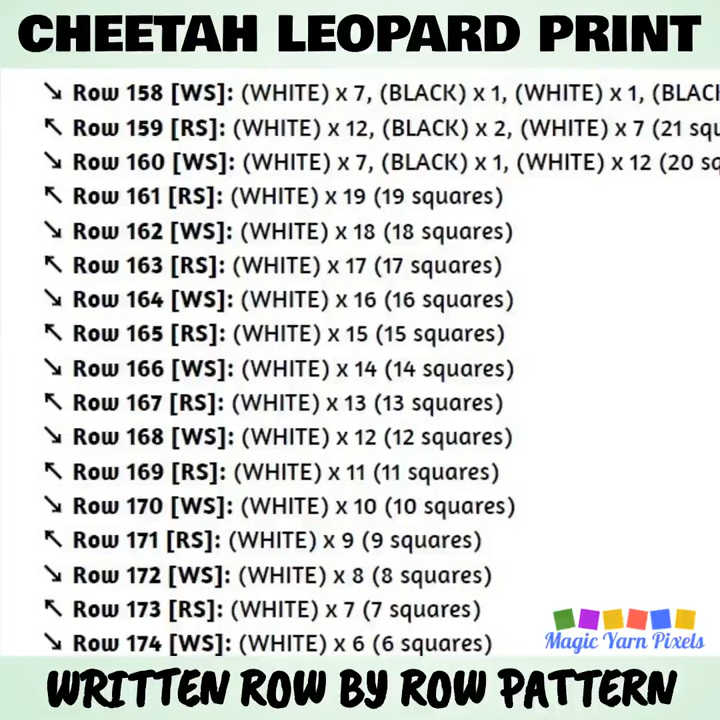 CHEETAH LEOPARD PRINT
↘ Row 158 [WS]: (WHITE) x 7, (BLACK) x 1, (WHITE) x 1, (BLACK
↖ Row 159 [RS]: (WHITE) x 12, (BLACK) x 2, (WHITE) x 7 (21 squ
↘ Row 160 [WS]: (WHITE) x 7, (BLACK) x 1, (WHITE) x 12 (20 sq
↖ Row 161 [RS]: (WHITE) x 19 (19 squares)
↘ Row 162 [WS]: (WHITE) x 18 (18 squares)
↖ Row 163 [RS]: (WHITE) x 17 (17 squares)
↘ Row 164 [WS]: (WHITE) x 16 (16 squares)
↖ Row 165 [RS]: (WHITE) x 15 (15 squares)
↘ Row 166 [WS]: (WHITE) x 14 (14 squares)
↖ Row 167 [RS]: (WHITE) x 13 (13 squares)
↘ Row 168 [WS]: (WHITE) x 12 (12 squares)
↖ Row 169 [RS]: (WHITE) x 11 (11 squares)
↘ Row 170 [WS]: (WHITE) x 10 (10 squares)
↖ Row 171 [RS]: (WHITE) x 9 (9 squares)
↘ Row 172 [WS]: (WHITE) x 8 (8 squares)
↖ Row 173 [RS]: (WHITE) x 7 (7 squares)
↘ Row 174 [WS]: (WHITE) x 6 (6 squares)
Magic Yarn Pixels
WRITTEN ROW BY ROW PATTERN